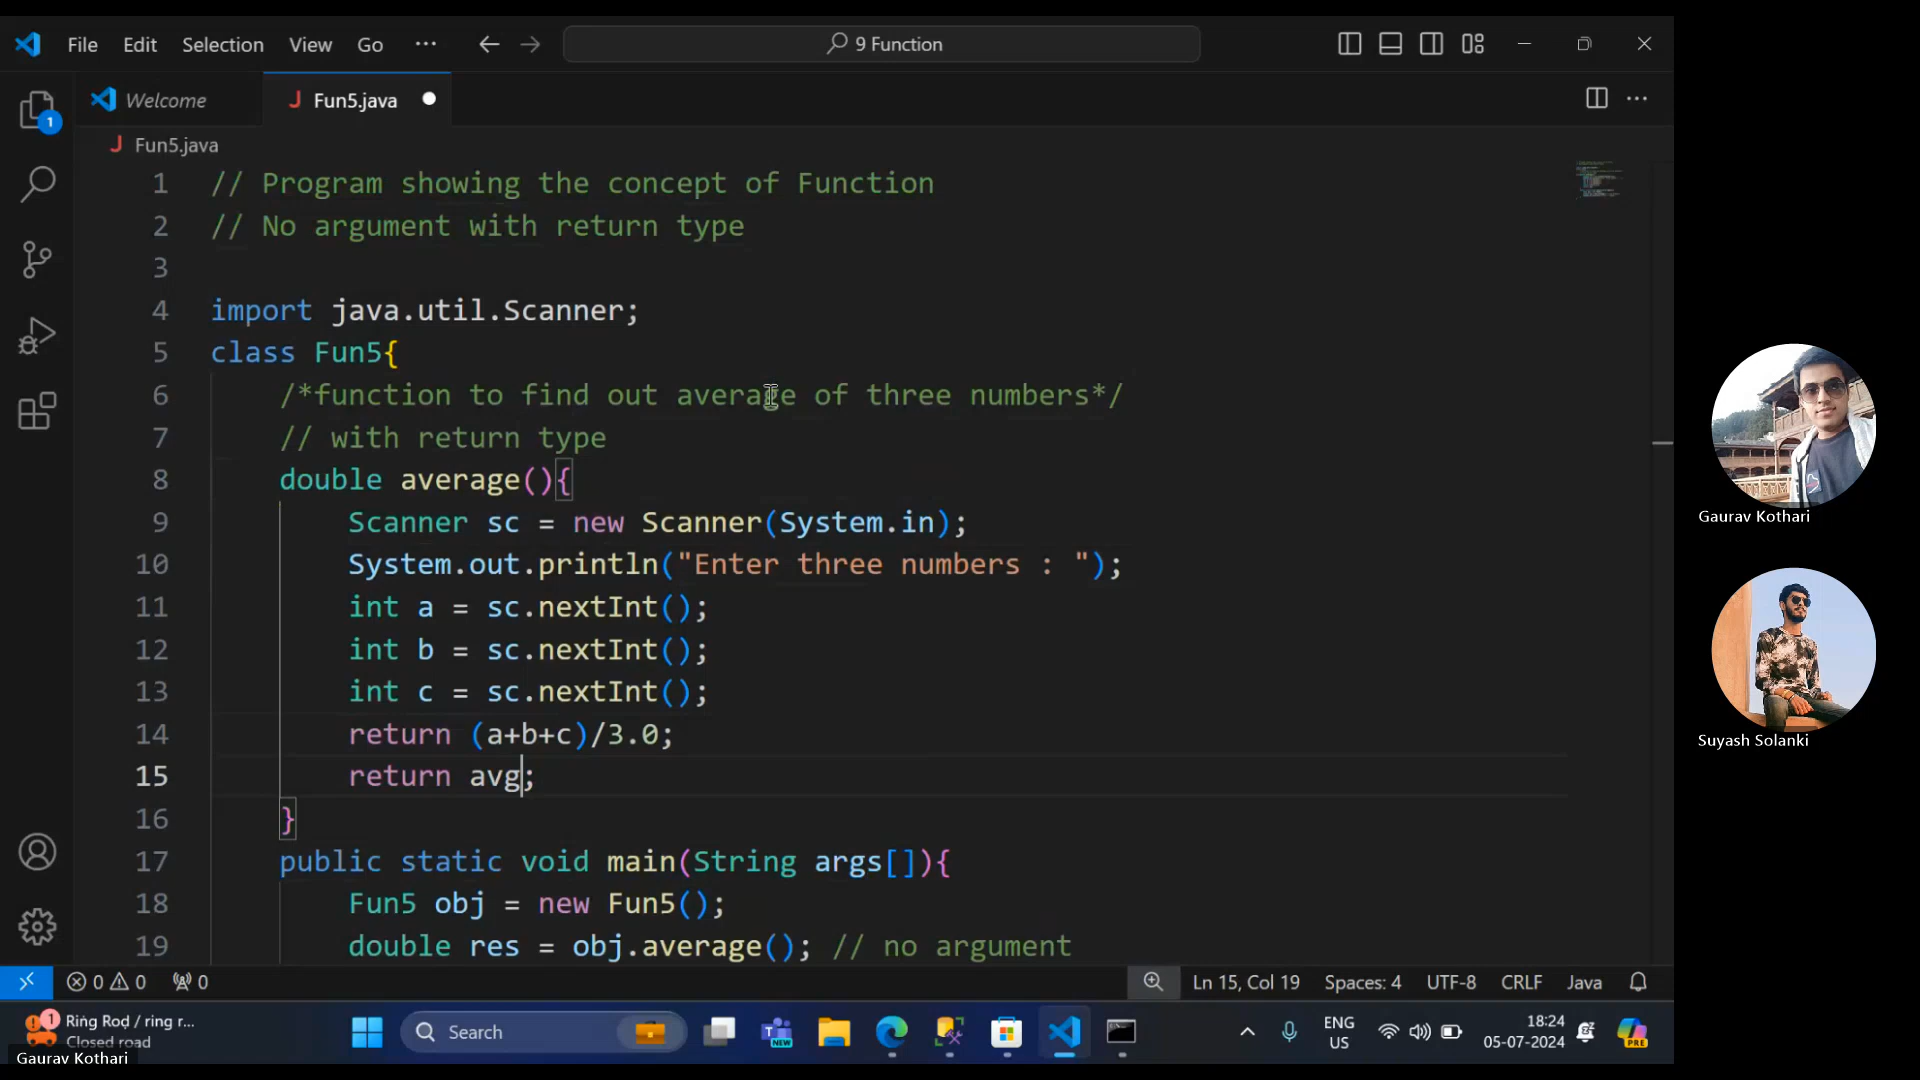 File Edit Selection View Go ··· 9 Function
Welcome Fun5.java
Fun5.java
1 // Program showing the concept of Function
2 // No argument with return type
3
4 import java.util.Scanner;
5 class Fun5{
6 /*function to find out average of three numbers*/
7 // with return type
8 double average(){
9 Scanner sc = new Scanner(System.in);
10 System.out.println("Enter three numbers : ");
11 int a = sc.nextInt();
12 int b = sc.nextInt();
13 int c = sc.nextInt();
14 return (a+b+c)/3.0;
15 return avg;
16 }
17 public static void main(String args[]){
18 Fun5 obj = new Fun5();
19 double res = obj.average(); // no argument
1
Gaurav Kothari
Suyash Solanki
0 0 0 Ln 15, Col 19 Spaces: 4 UTF-8 CRLF Java
1 Ring Rod / ring r...
Closed road
Search
NEW
ENG
US
18:24
05-07-2024
PRE
Gaurav Kothari